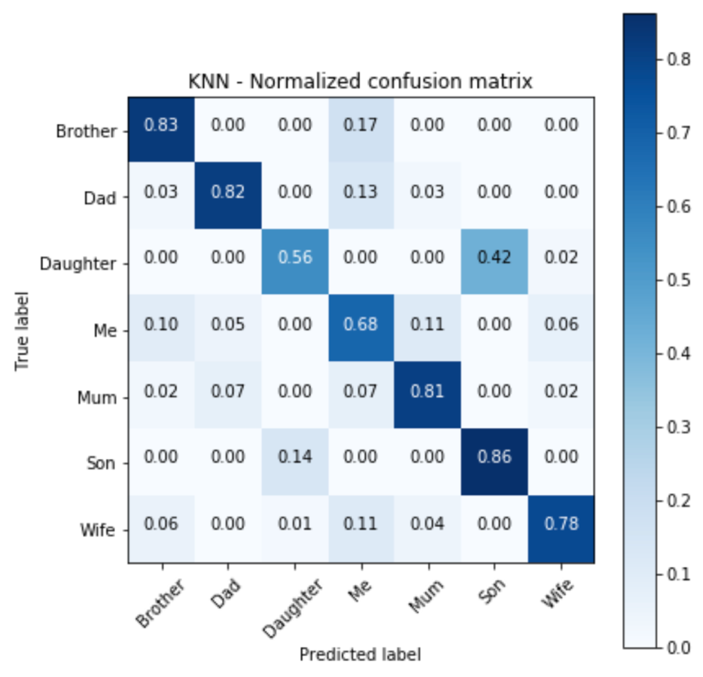 KNN - Normalized confusion matrix
Brother 0.83 0.00 0.00 0.17 0.00 0.00 0.00
Dad 0.03 0.82 0.00 0.13 0.03 0.00 0.00
Daughter 0.00 0.00 0.56 0.00 0.00 0.42 0.02
Me 0.10 0.05 0.00 0.68 0.11 0.00 0.06
Mum 0.02 0.07 0.00 0.07 0.81 0.00 0.02
Son 0.00 0.00 0.14 0.00 0.00 0.86 0.00
Wife 0.06 0.00 0.01 0.11 0.04 0.00 0.78
Brother Dad Daughter Me Mum Son Wife
Predicted label
True label
0.8
0.7
0.6
0.5
0.4
0.3
0.2
0.1
0.0